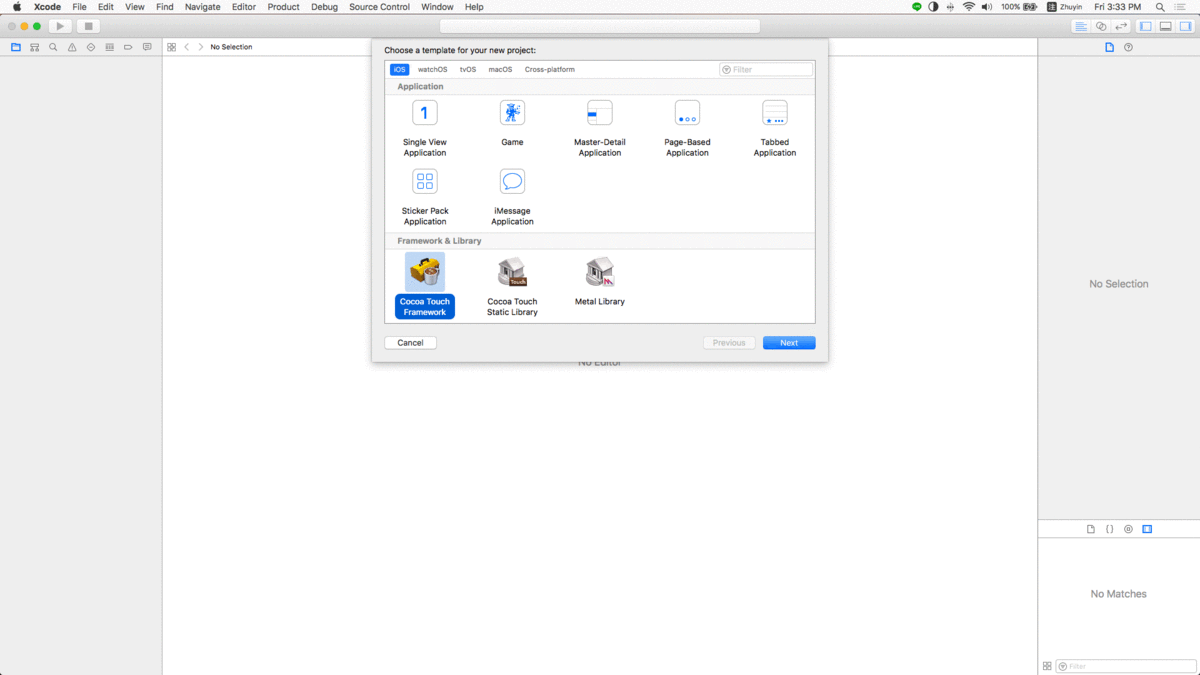 Xcode File Edit View Find Navigate Editor Product Debug Source Control Window Help 100% Zhuyin Fri 3:33 PM
No Selection
Choose a template for your new project:
iOS watchOS tvOS macOS Cross-platform Filter
Application
1
Single View Application
Game
Master-Detail Application
Page-Based Application
Tabbed Application
Sticker Pack Application
iMessage Application
Framework & Library
Cocoa Touch Framework
Touch
Cocoa Touch Static Library
Metal Library
Cancel Previous Next
No Editor
No Selection
No Matches
Filter